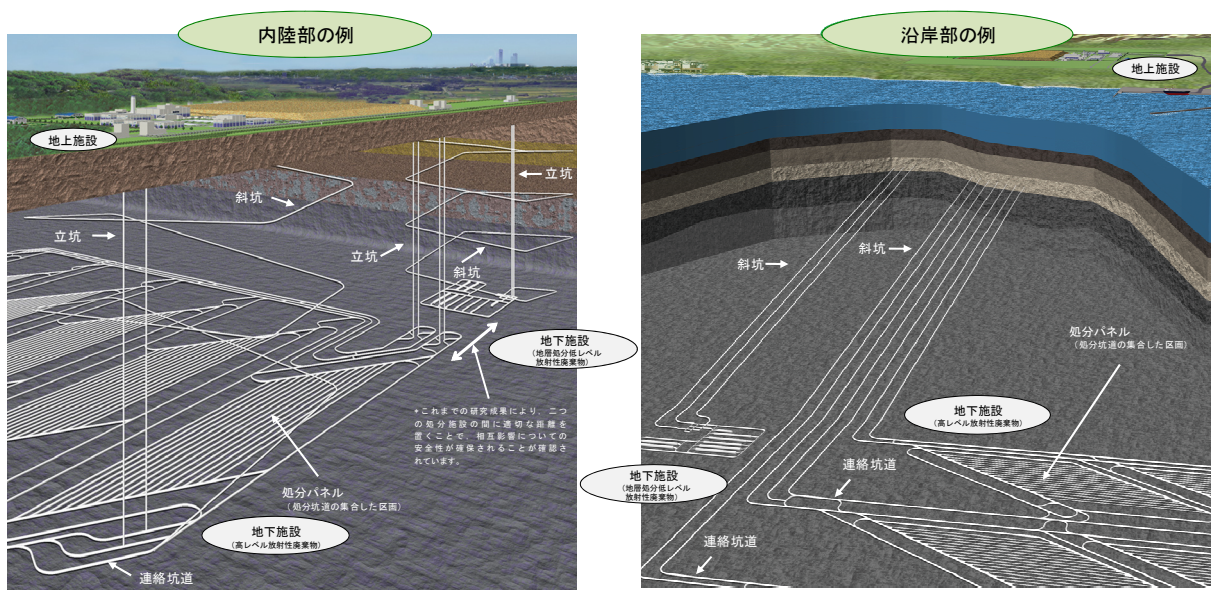 内陸部の例
地上施設
斜坑
立坑
立坑
立坑
斜坑
地下施設
(地層処分低レベル
放射性廃棄物)
*これまでの研究成果により、二つ
の処分施設の間に適切な距離を
置くことで、相互影響についての
安全性が確保されることが確認さ
れています。
処分パネル
(処分坑道の集合した区画)
地下施設
(高レベル放射性廃棄物)
連絡坑道
沿岸部の例
地上施設
斜坑
斜坑
処分パネル
(処分坑道の集合した区画)
地下施設
(高レベル放射性廃棄物)
連絡坑道
地下施設
(地層処分低レベル
放射性廃棄物)
連絡坑道